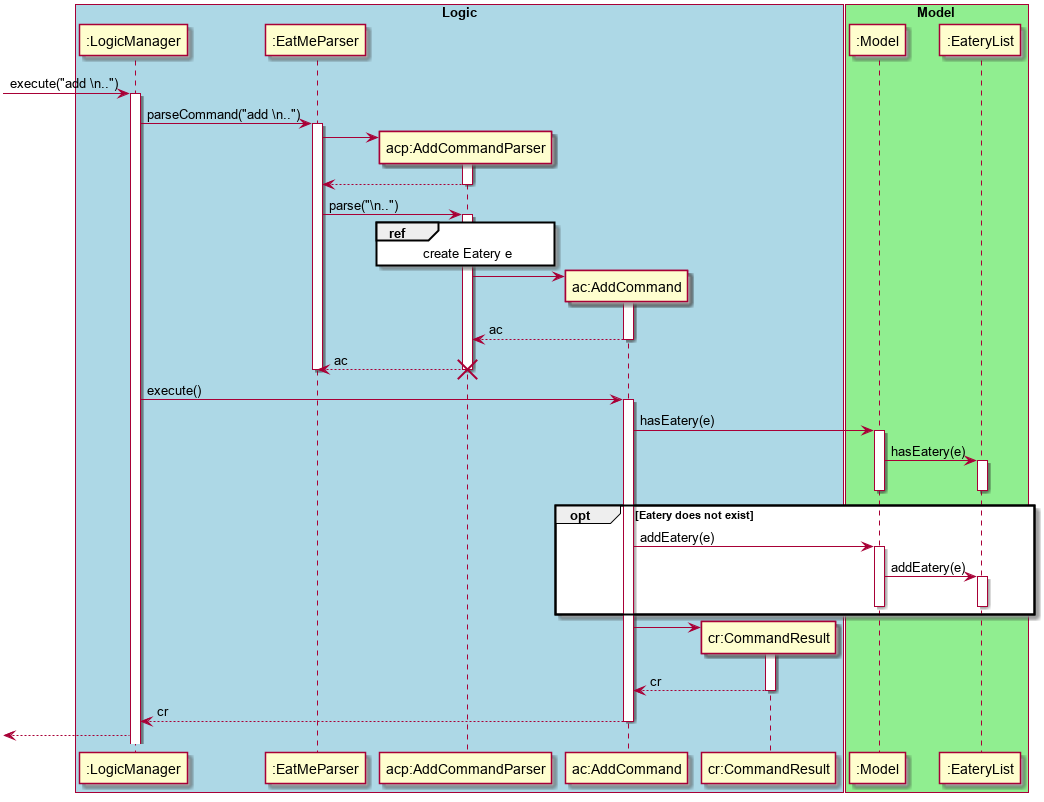 Logic
Model
:LogicManager
:EatMeParser
:Model
:EateryList
execute("add \n..")
parseCommand("add \n..")
acp:AddCommandParser
parse("\n..")
ref
create Eatery e
ac:AddCommand
ac
ac
execute()
hasEatery(e)
hasEatery(e)
opt
[Eatery does not exist]
addEatery(e)
addEatery(e)
cr:CommandResult
cr
cr
:LogicManager
:EatMeParser
acp:AddCommandParser
ac:AddCommand
cr:CommandResult
:Model
:EateryList